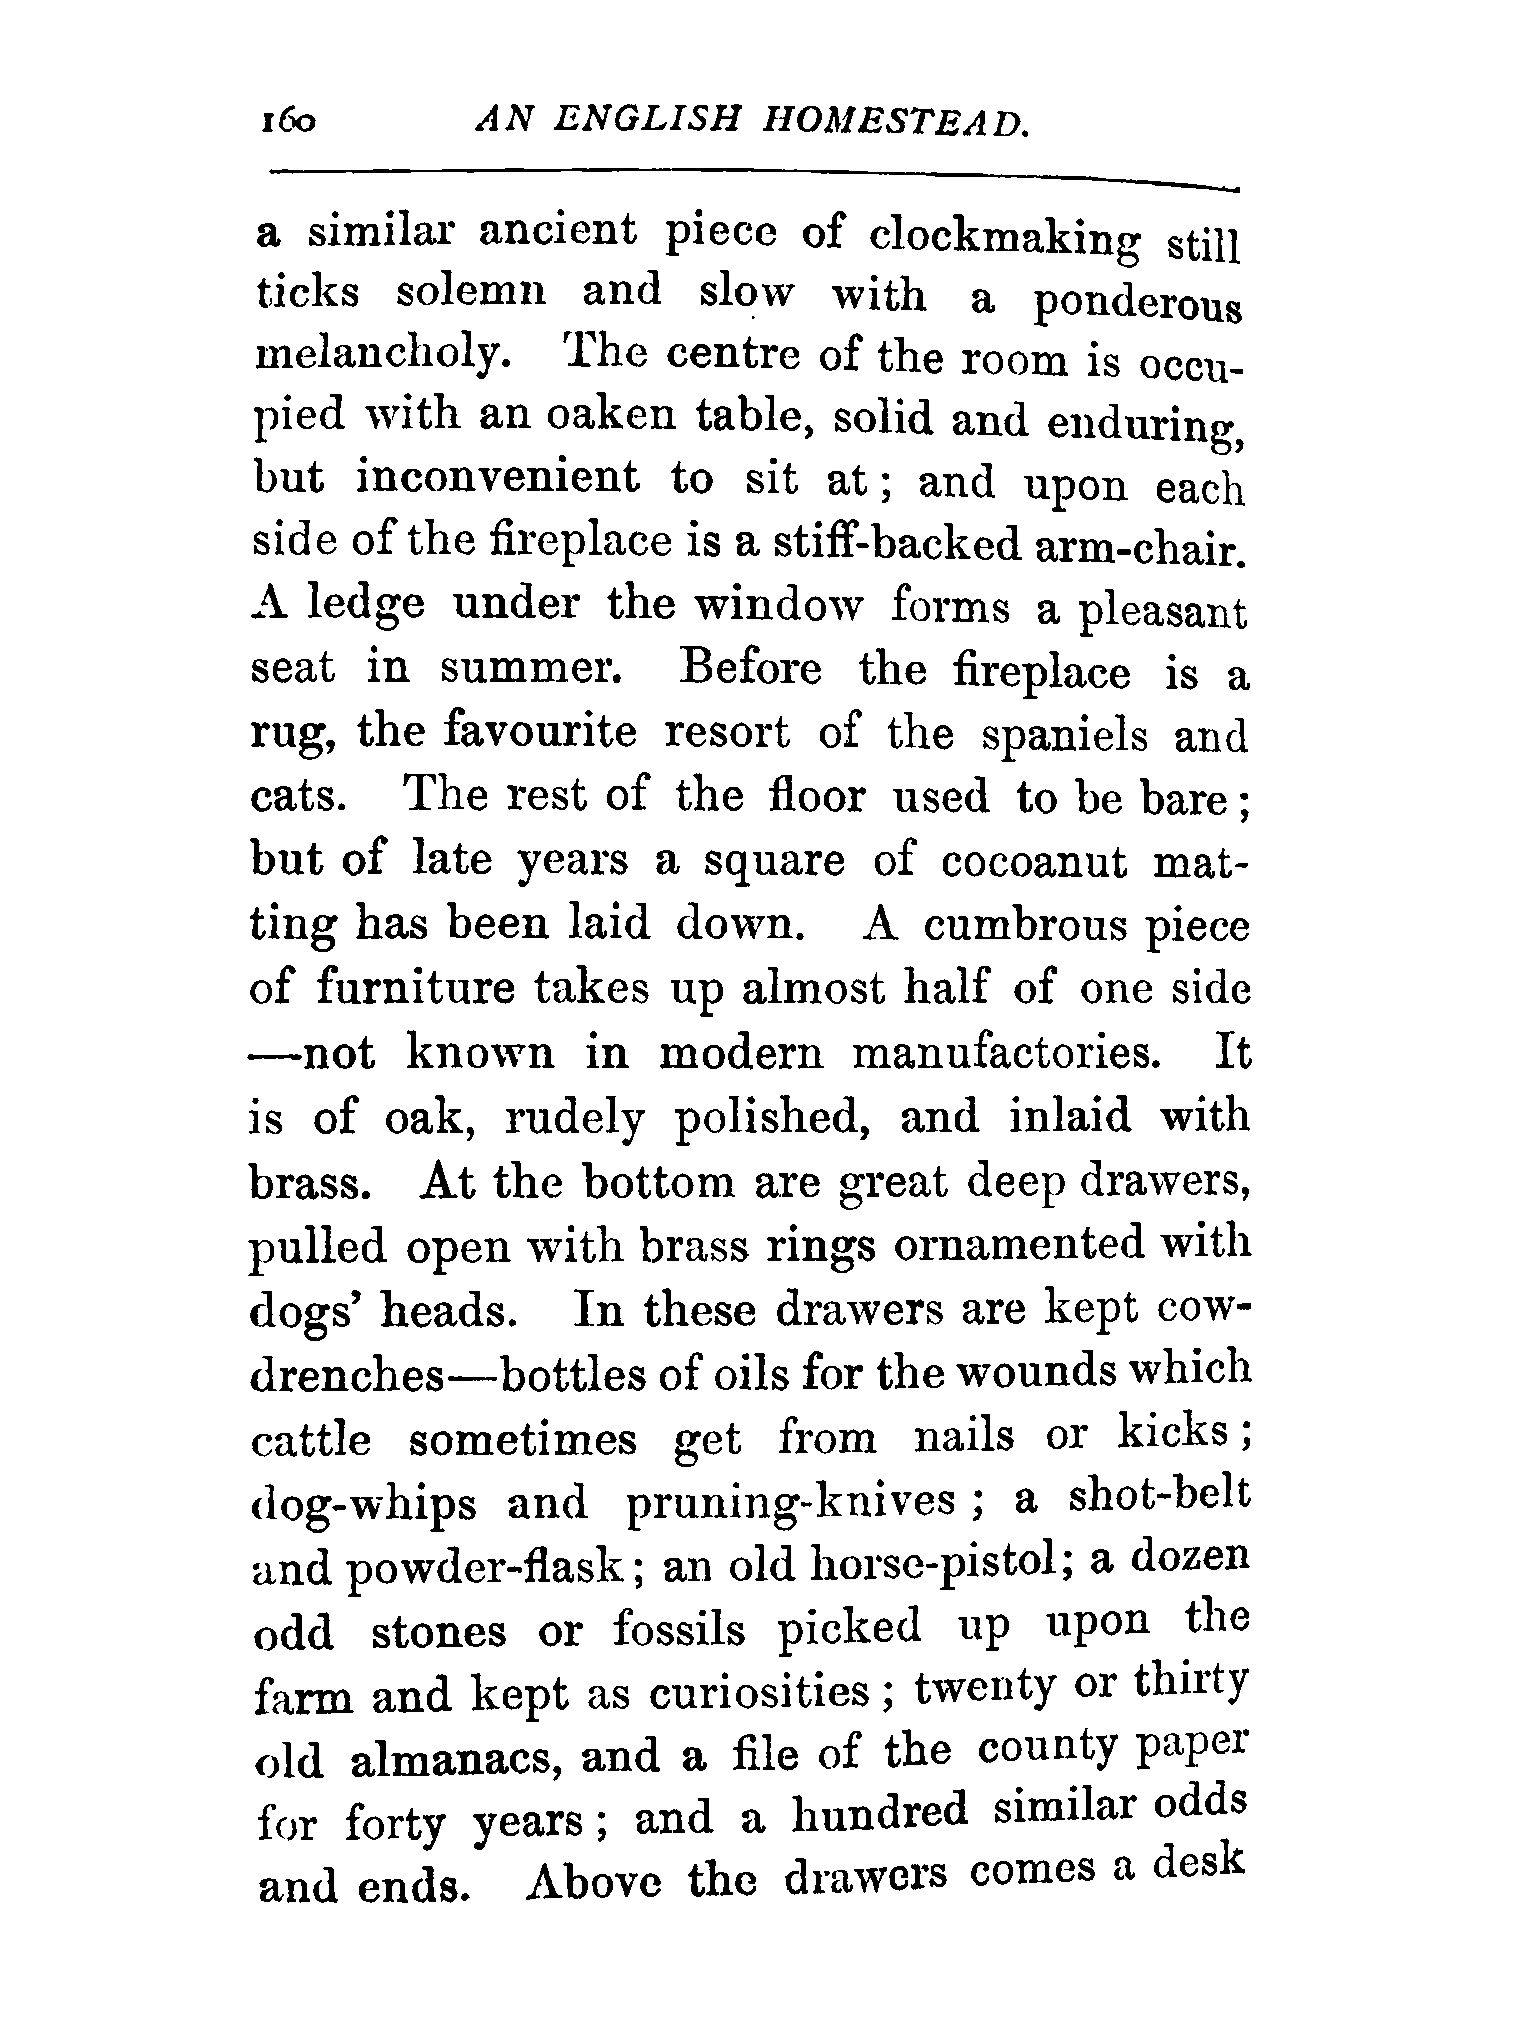 160 AN ENGLISH HOMESTEAD.
a similar ancient piece of clockmaking still
ticks solemn and slow with a ponderous
melancholy. The centre of the room is occu-
pied with an oaken table, solid and enduring,
but inconvenient to sit at; and upon each
side of the fireplace is a stiff-backed arm-chair.
A ledge under the window forms a pleasant
seat in summer. Before the fireplace is a
rug, the favourite resort of the spaniels and
cats. The rest of the floor used to be bare;
but of late years a square of cocoanut mat-
ting has been laid down. A cumbrous piece
of furniture takes up almost half of one side
—not known in modern manufactories. It
is of oak, rudely polished, and inlaid with
brass. At the bottom are great deep drawers,
pulled open with brass rings ornamented with
dogs' heads. In these drawers are kept cow-
drenches—bottles of oils for the wounds which
cattle sometimes get from nails or kicks;
dog-whips and pruning-knives; a shot-belt
and powder-flask; an old horse-pistol; a dozen
odd stones or fossils picked up upon the
farm and kept as curiosities; twenty or thirty
old almanacs, and a file of the county paper
for forty years; and a hundred similar odds
and ends. Above the drawers comes a desk